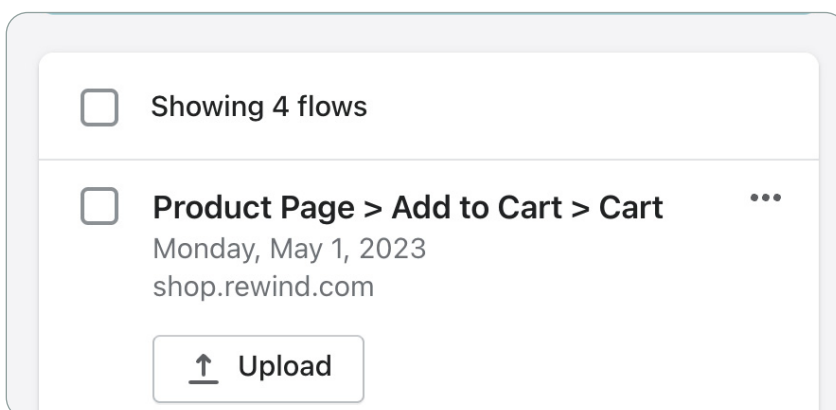 Showing 4 flows
Product Page > Add to Cart > Cart
Monday, May 1, 2023
shop.rewind.com
Upload